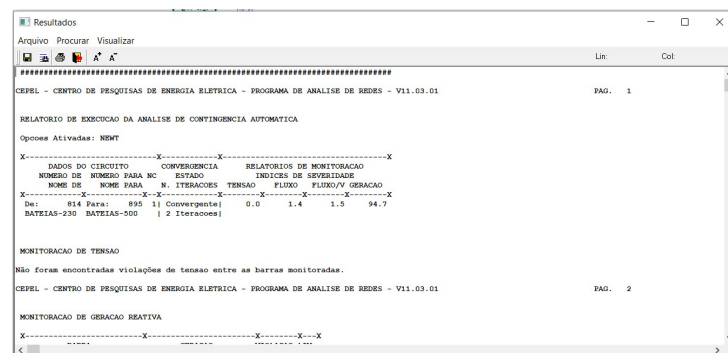 Resultados
Arquivo Procurar Visualizar
A+ A- Lin: Col:
################################################################################
CEPEL - CENTRO DE PESQUISAS DE ENERGIA ELETRICA - PROGRAMA DE ANALISE DE REDES - V11.03.01 PAG. 1
RELATORIO DE EXECUCAO DA ANALISE DE CONTINGENCIA AUTOMATICA
Opcoes Ativadas: NEWT
X----------------------------X-------------X-----------------------------------X
DADOS DO CIRCUITO CONVERGENCIA RELATORIOS DE MONITORACAO
NUMERO DE NUMERO PARA NC ESTADO INDICES DE SEVERIDADE
NOME DE NOME PARA N. ITERACOES TENSAO FLUXO FLUXO/V GERACAO
X------------X------------X--X-------------X--------X--------X--------X--------X
De: 814 Para: 895 1| Convergente| 0.0 1.4 1.5 94.7
BATEIAS-230 BATEIAS-500 | 2 Iteracoes|
MONITORACAO DE TENSAO
Não foram encontradas violações de tensao entre as barras monitoradas.
CEPEL - CENTRO DE PESQUISAS DE ENERGIA ELETRICA - PROGRAMA DE ANALISE DE REDES - V11.03.01 PAG. 2
MONITORACAO DE GERACAO REATIVA
X-------------------------X-----------------------X--------X---X